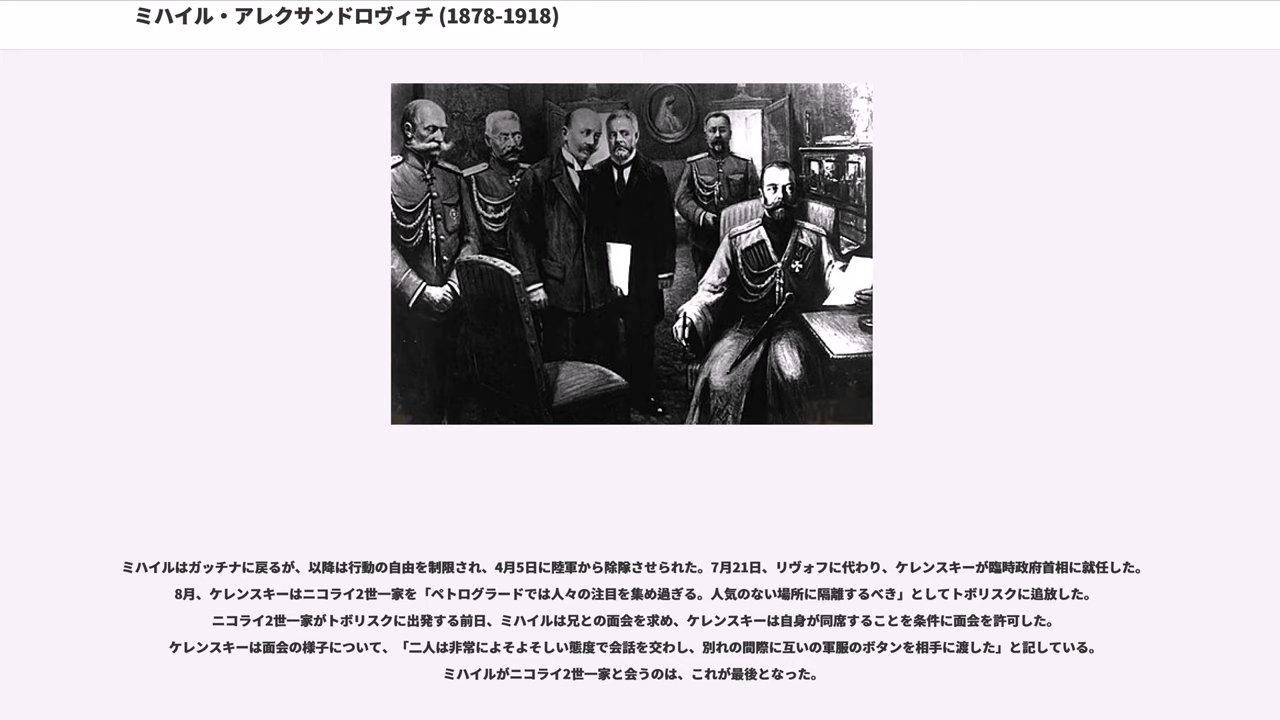 ミハイル・アレクサンドロヴィチ (1878-1918)
ミハイルはガッチナに戻るが、以降は行動の自由を制限され、4月5日に陸軍から除隊させられた。7月21日、リヴォフに代わり、ケレンスキーが臨時政府首相に就任した。
8月、ケレンスキーはニコライ2世一家を「ペトログラードでは人々の注目を集め過ぎる。人気のない場所に隔離するべき」としてトボリスクに追放した。
ニコライ2世一家がトボリスクに出発する前日、ミハイルは兄との面会を求め、ケレンスキーは自身が同席することを条件に面会を許可した。
ケレンスキーは面会の様子について、「二人は非常によそよそしい態度で会話を交わし、別れの間際に互いの軍服のボタンを相手に渡した」と記している。
ミハイルがニコライ2世一家と会うのは、これが最後となった。